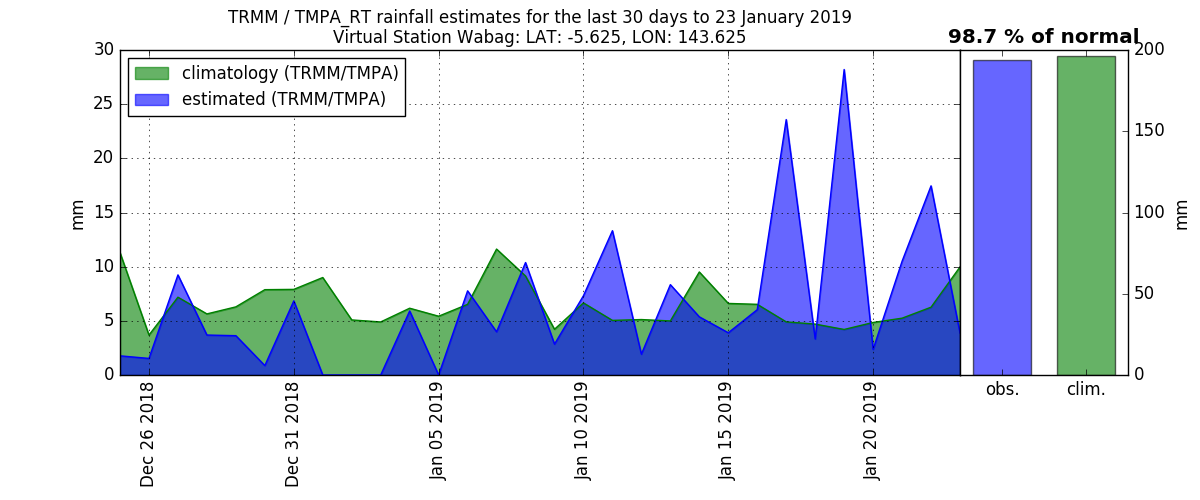 TRMM / TMPA_RT rainfall estimates for the last 30 days to 23 January 2019
Virtual Station Wabag: LAT: -5.625, LON: 143.625
98.7 % of normal
climatology (TRMM/TMPA)
estimated (TRMM/TMPA)
30
25
20
15
10
5
0
mm
Dec 26 2018
Dec 31 2018
Jan 05 2019
Jan 10 2019
Jan 15 2019
Jan 20 2019
200
150
100
50
0
mm
obs.
clim.